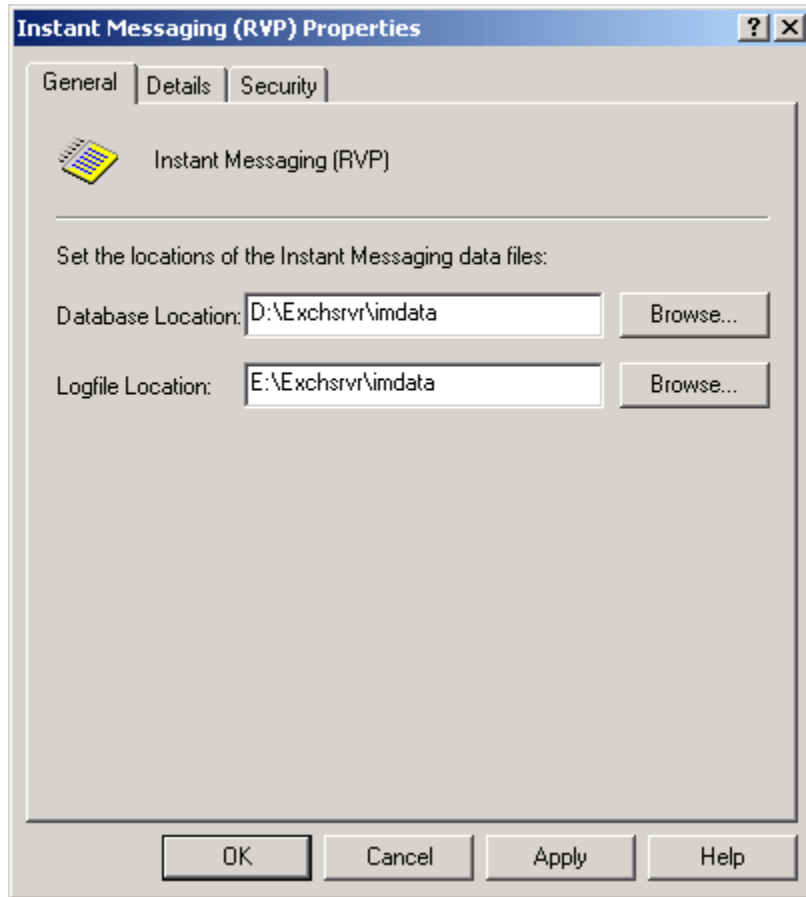 Instant Messaging (RVP) Properties
General Details Security
Instant Messaging (RVP)
Set the locations of the Instant Messaging data files:
Database Location: D:\Exchsrvr\imdata Browse...
Logfile Location: E:\Exchsrvr\imdata Browse...
OK Cancel Apply Help